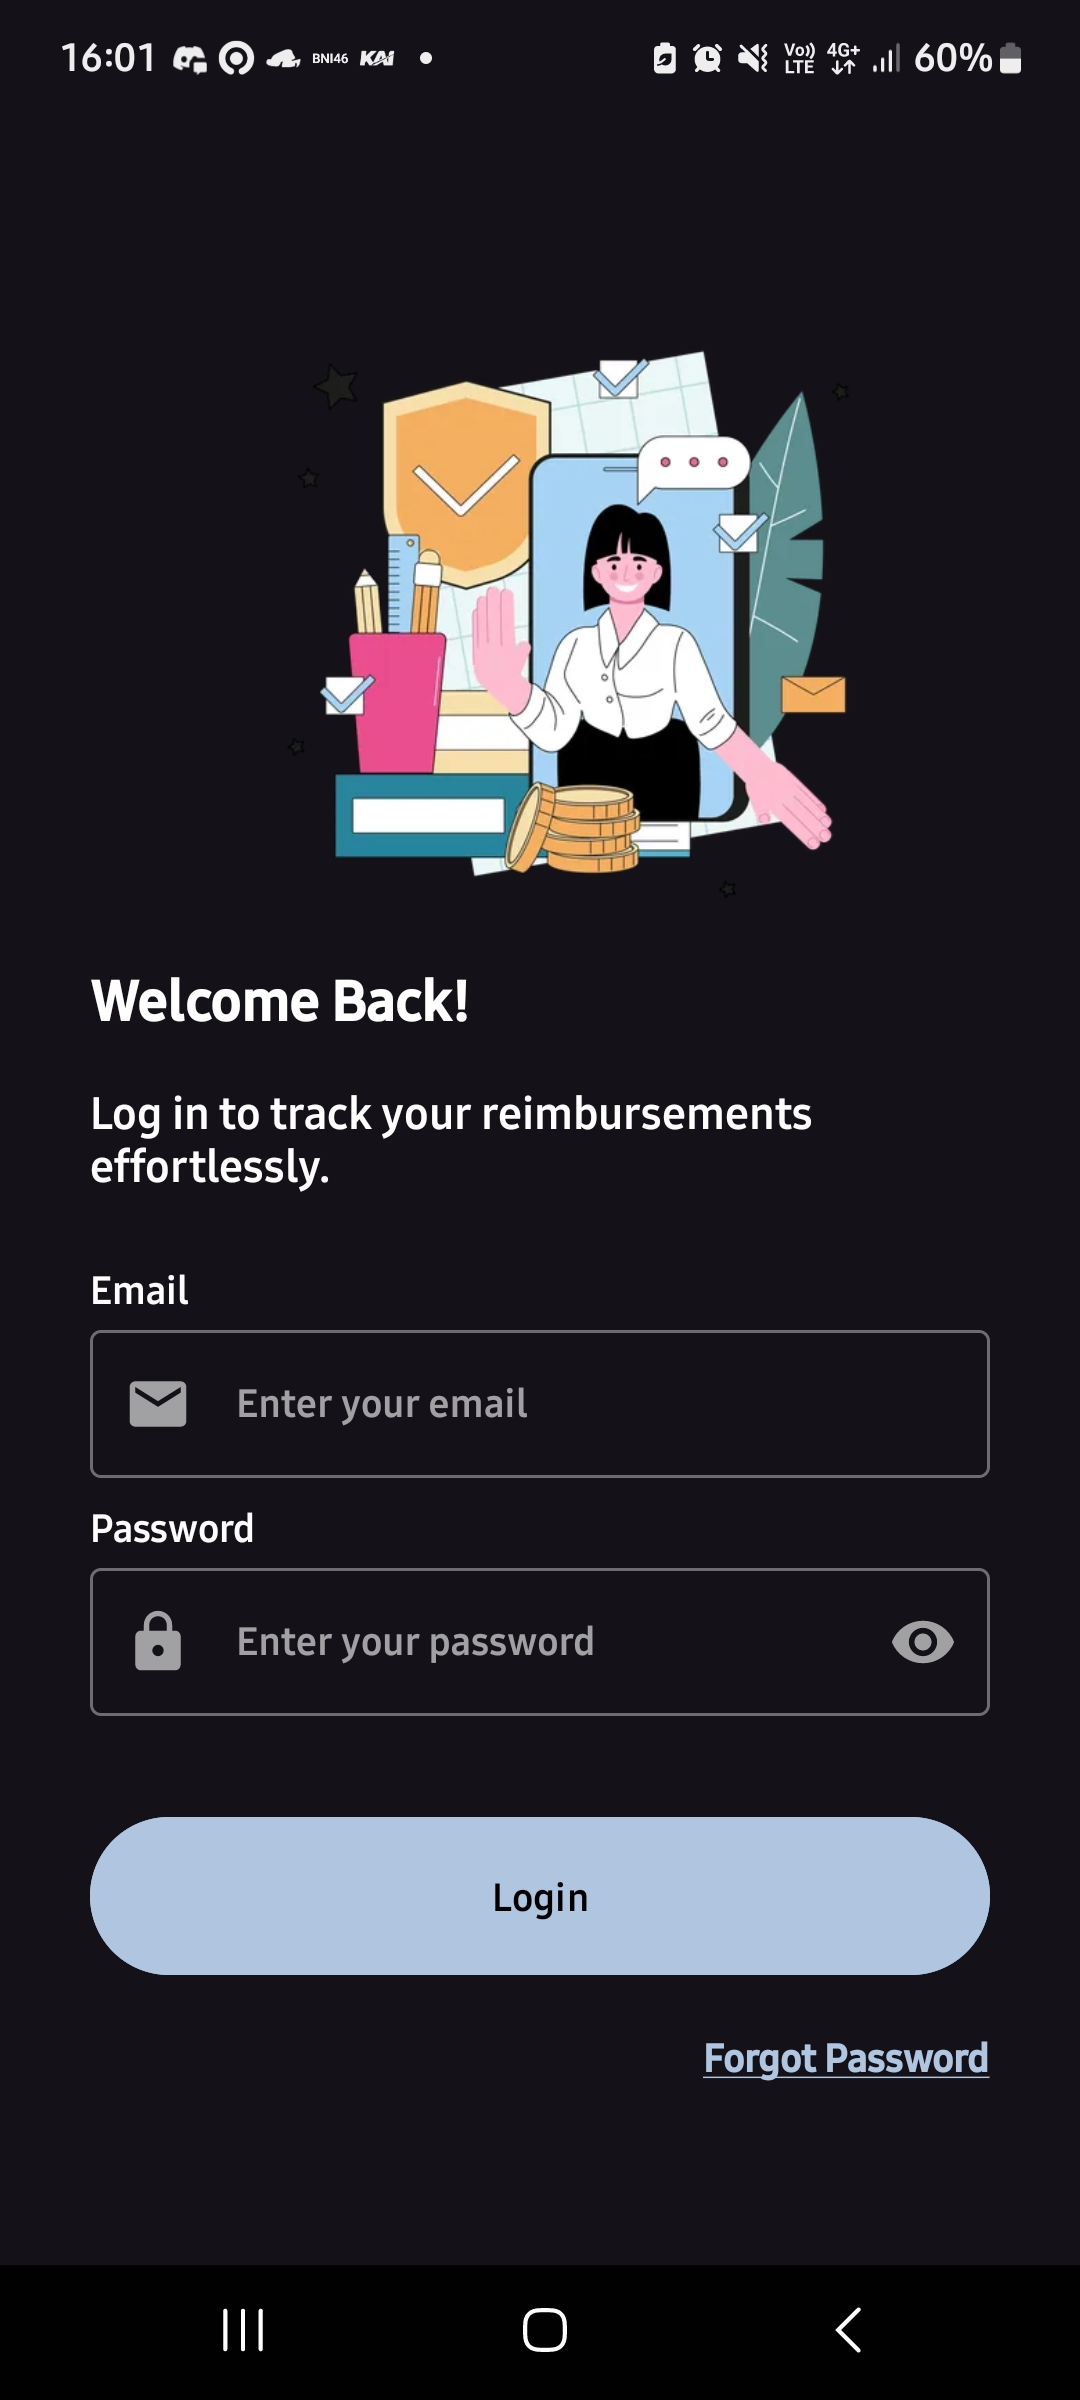 16:01 BNI46 KAI Vo)) LTE 4G+ 60%
Welcome Back!
Log in to track your reimbursements
effortlessly.
Email
Enter your email
Password
Enter your password
Login
Forgot Password